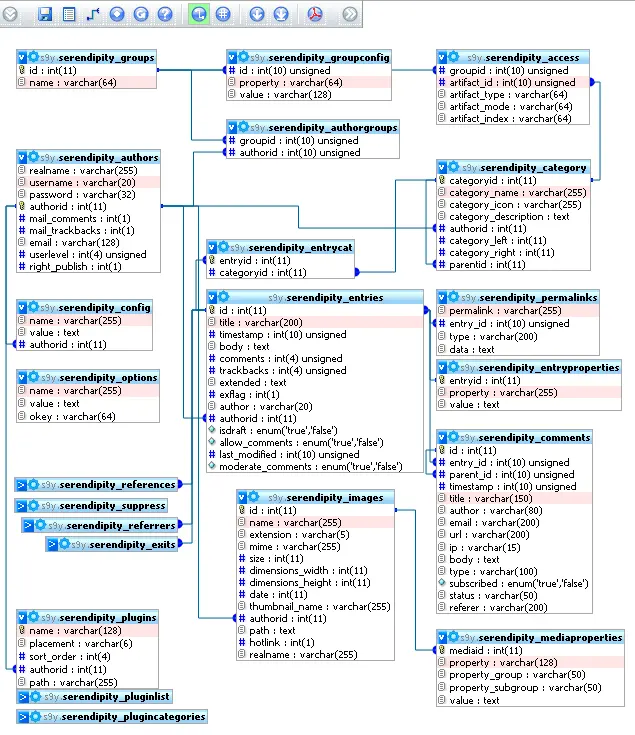 s9y.serendipity_groups
id : int(11)
name : varchar(64)
s9y.serendipity_groupconfig
id : int(10) unsigned
property : varchar(64)
value : varchar(128)
s9y.serendipity_access
groupid : int(10) unsigned
artifact_id : int(10) unsigned
artifact_type : varchar(64)
artifact_mode : varchar(64)
artifact_index : varchar(64)
s9y.serendipity_authorgroups
groupid : int(10) unsigned
authorid : int(10) unsigned
s9y.serendipity_authors
realname : varchar(255)
username : varchar(20)
password : varchar(32)
authorid : int(11)
mail_comments : int(1)
mail_trackbacks : int(1)
email : varchar(128)
userlevel : int(4) unsigned
right_publish : int(1)
s9y.serendipity_category
categoryid : int(11)
category_name : varchar(255)
category_icon : varchar(255)
category_description : text
authorid : int(11)
category_left : int(11)
category_right : int(11)
parentid : int(11)
s9y.serendipity_entrycat
entryid : int(11)
categoryid : int(11)
s9y.serendipity_config
name : varchar(255)
value : text
authorid : int(11)
s9y.serendipity_entries
id : int(11)
title : varchar(200)
timestamp : int(10) unsigned
body : text
comments : int(4) unsigned
trackbacks : int(4) unsigned
extended : text
exflag : int(1)
author : varchar(20)
authorid : int(11)
isdraft : enum('true','false')
allow_comments : enum('true','false')
last_modified : int(10) unsigned
moderate_comments : enum('true','false')
s9y.serendipity_permalinks
permalink : varchar(255)
entry_id : int(10) unsigned
type : varchar(200)
data : text
s9y.serendipity_entryproperties
entryid : int(11)
property : varchar(255)
value : text
s9y.serendipity_options
name : varchar(255)
value : text
okey : varchar(64)
s9y.serendipity_comments
id : int(11)
entry_id : int(10) unsigned
parent_id : int(10) unsigned
timestamp : int(10) unsigned
title : varchar(150)
author : varchar(80)
email : varchar(200)
url : varchar(200)
ip : varchar(15)
body : text
type : varchar(100)
subscribed : enum('true','false')
status : varchar(50)
referer : varchar(200)
s9y.serendipity_references
s9y.serendipity_suppress
s9y.serendipity_referrers
s9y.serendipity_exits
s9y.serendipity_images
id : int(11)
name : varchar(255)
extension : varchar(5)
mime : varchar(255)
size : int(11)
dimensions_width : int(11)
dimensions_height : int(11)
date : int(11)
thumbnail_name : varchar(255)
authorid : int(11)
path : text
hotlink : int(1)
realname : varchar(255)
s9y.serendipity_plugins
name : varchar(128)
placement : varchar(6)
sort_order : int(4)
authorid : int(11)
path : varchar(255)
s9y.serendipity_pluginlist
s9y.serendipity_plugincategories
s9y.serendipity_mediaproperties
mediaid : int(11)
property : varchar(128)
property_group : varchar(50)
property_subgroup : varchar(50)
value : text